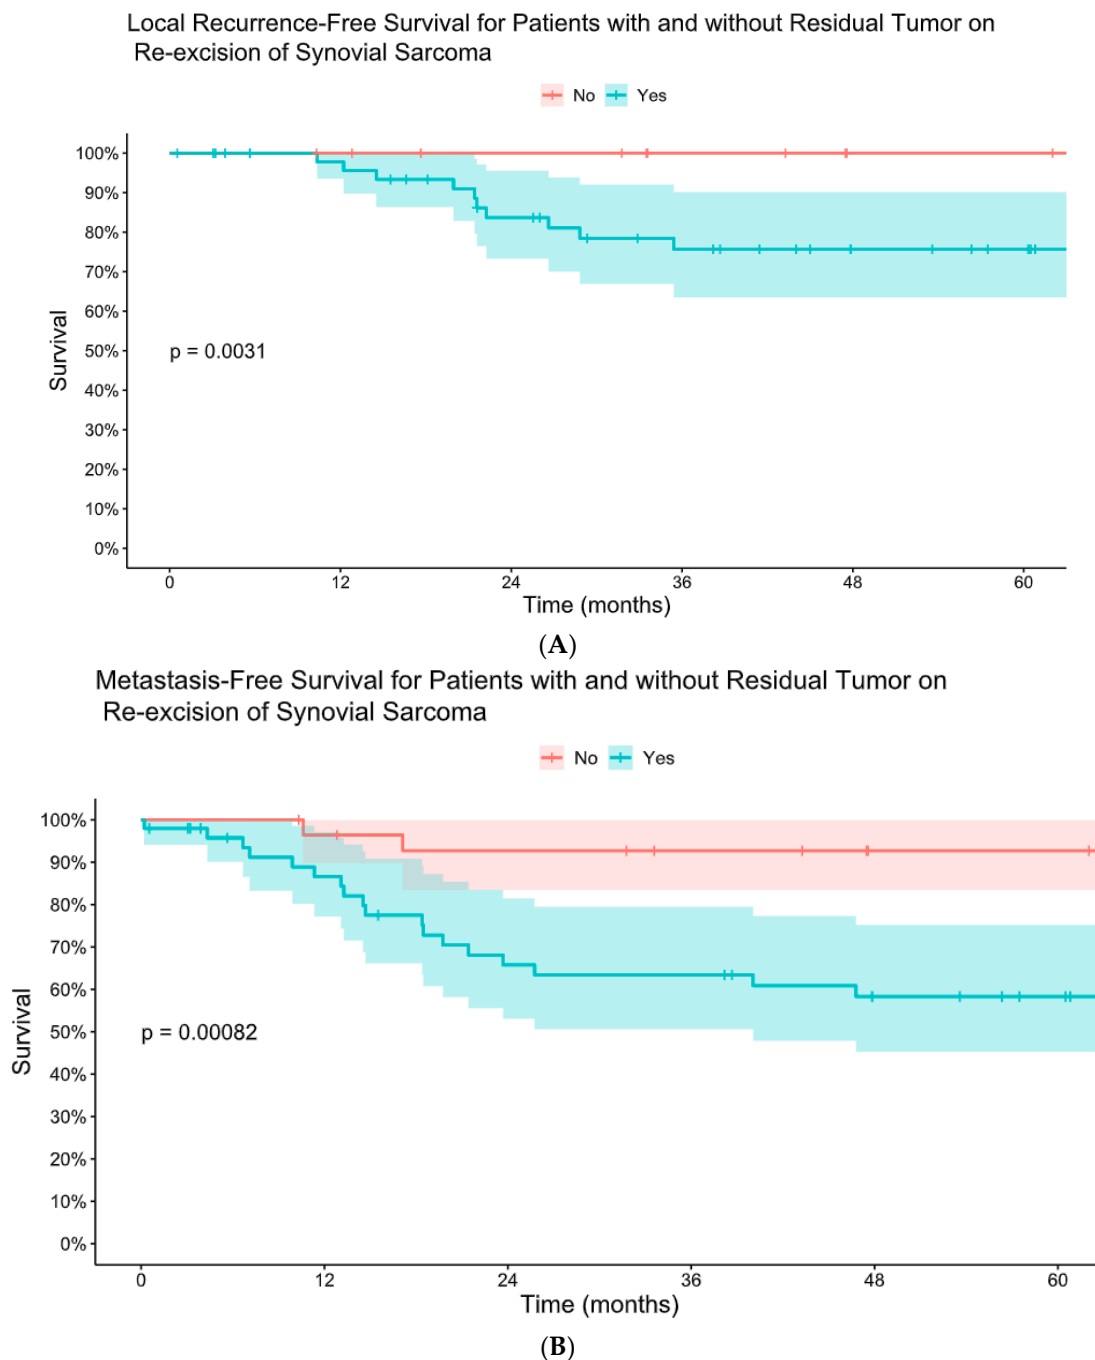 Local Recurrence-Free Survival for Patients with and without Residual Tumor on
Re-excision of Synovial Sarcoma
No Yes
100%
90%
80%
70%
60%
50%
40%
30%
20%
10%
0%
Survival
p = 0.0031
0 12 24 36 48 60
Time (months)
(A)
Metastasis-Free Survival for Patients with and without Residual Tumor on
Re-excision of Synovial Sarcoma
No Yes
100%
90%
80%
70%
60%
50%
40%
30%
20%
10%
0%
Survival
p = 0.00082
0 12 24 36 48 60
Time (months)
(B)